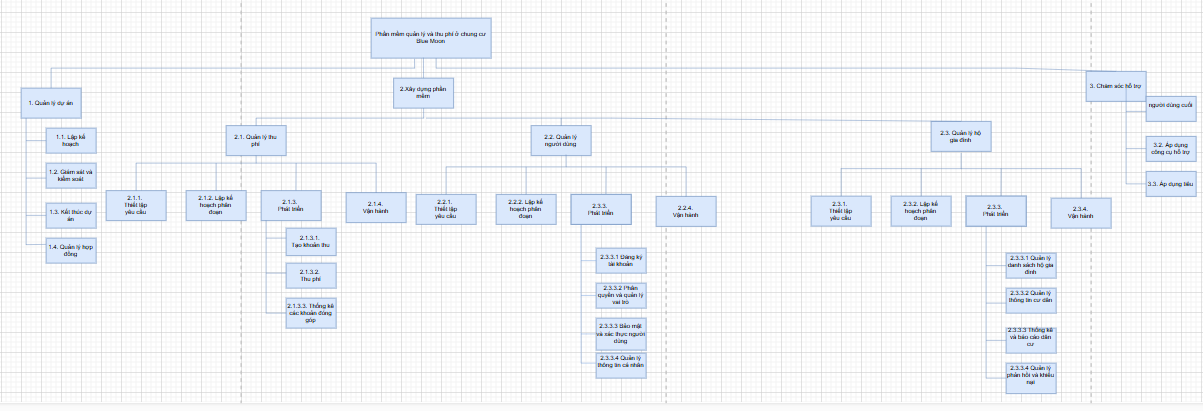 Phần mềm quản lý và thu phí ở chung cư
Blue Moon
1. Quản lý dự án
2.Xây dựng phần
mềm
3. Chăm sóc hỗ trợ
người dùng cuối
1.1. Lập kế
hoạch
1.2. Giám sát và
kiểm soát
1.3. Kết thúc dự
án
1.4. Quản lý hợp
đồng
2.1. Quản lý thu
phí
2.2. Quản lý
người dùng
2.3. Quản lý hộ
gia đình
3.2. Áp dụng
công cụ hỗ trợ
3.3. Áp dụng tiêu
2.1.1.
Thiết lập
yêu cầu
2.1.2. Lập kế
hoạch phân
đoạn
2.1.3.
Phát triển
2.1.4.
Vận hành
2.2.1.
Thiết lập
yêu cầu
2.2.2. Lập kế
hoạch phân
đoạn
2.3.3.
Phát triển
2.2.4.
Vận hành
2.3.1.
Thiết lập
yêu cầu
2.3.2. Lập kế
hoạch phân
đoạn
2.3.3.
Phát triển
2.3.4.
Vận hành
2.1.3.1.
Tạo khoản thu
2.1.3.2.
Thu phí
2.1.3.3. Thống kê
các khoản đóng
góp
2.3.3.1 Đăng ký
tài khoản
2.3.3.2 Phân
quyền và quản lý
vai trò
2.3.3.3 Bảo mật
và xác thực người
dùng
2.3.3.4 Quản lý
thông tin cá nhân
2.3.3.1 Quản lý
danh sách hộ gia
đình
2.3.3.2 Quản lý
thông tin cư dân
2.3.3.3 Thống kê
và báo cáo dân
cư
2.3.3.4 Quản lý
phản hồi và khiếu
nại